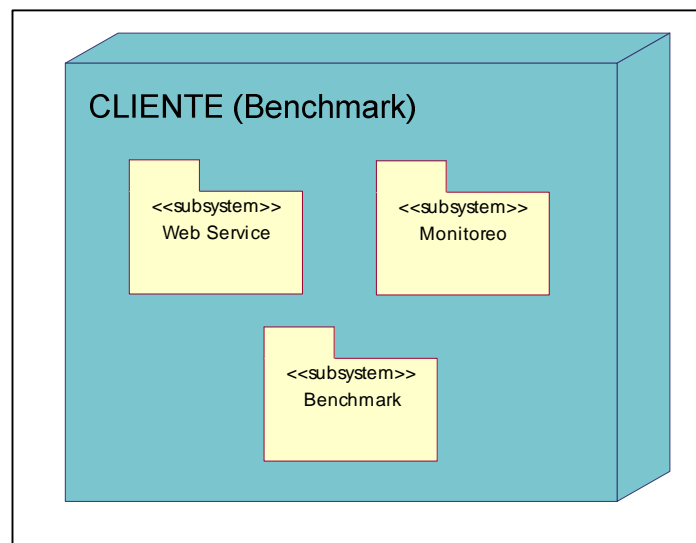 CLIENTE (Benchmark)
<<subsystem>>
Web Service
<<subsystem>>
Monitoreo
<<subsystem>>
Benchmark